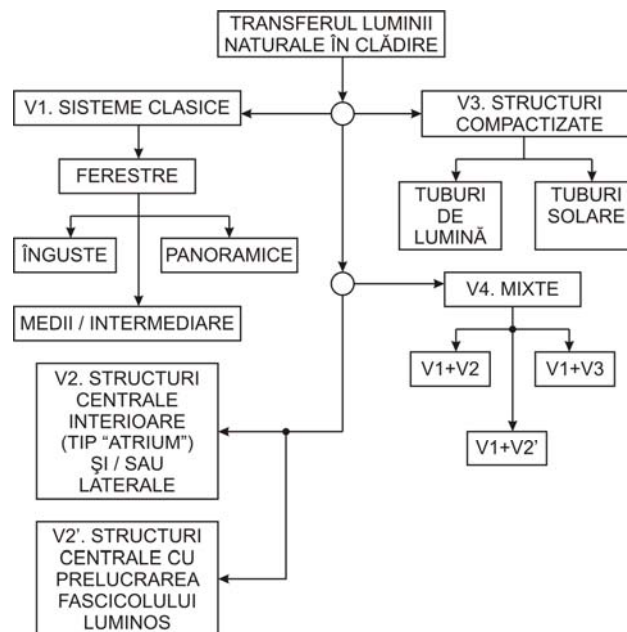 TRANSFERUL LUMINII
NATURALE ÎN CLĂDIRE
V1. SISTEME CLASICE
V3. STRUCTURI
COMPACTIZATE
FERESTRE
TUBURI
DE
LUMINĂ
TUBURI
SOLARE
ÎNGUSTE
PANORAMICE
MEDII / INTERMEDIARE
V4. MIXTE
V1+V2
V1+V3
V1+V2'
V2. STRUCTURI
CENTRALE
INTERIOARE
(TIP “ATRIUM”)
ŞI / SAU
LATERALE
V2’. STRUCTURI
CENTRALE CU
PRELUCRAREA
FASCICOLULUI
LUMINOS